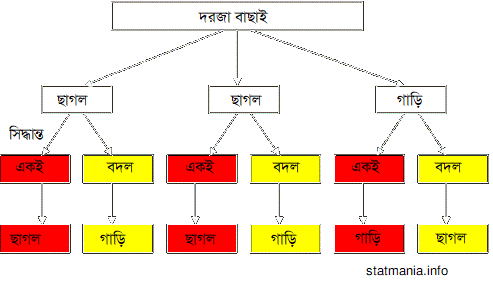 দরজা বাছাই
ছাগল ছাগল গাড়ি
সিদ্ধান্ত
একই বদল একই বদল একই বদল
ছাগল গাড়ি ছাগল গাড়ি গাড়ি ছাগল
statmania.info